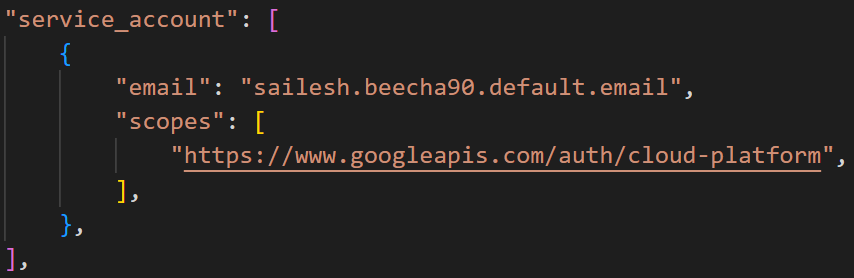 "service_account": [
{
"email": "sailesh.beecha90.default.email",
"scopes": [
"https://www.googleapis.com/auth/cloud-platform",
],
},
],